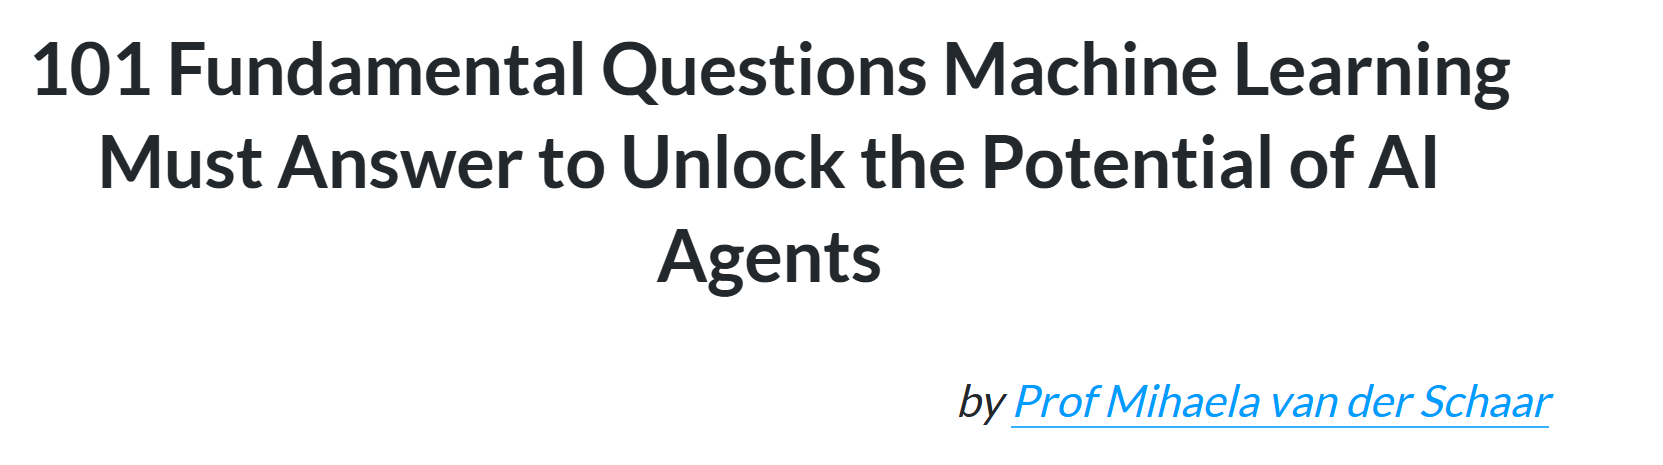 101 Fundamental Questions Machine Learning
Must Answer to Unlock the Potential of AI
Agents
by Prof Mihaela van der Schaar